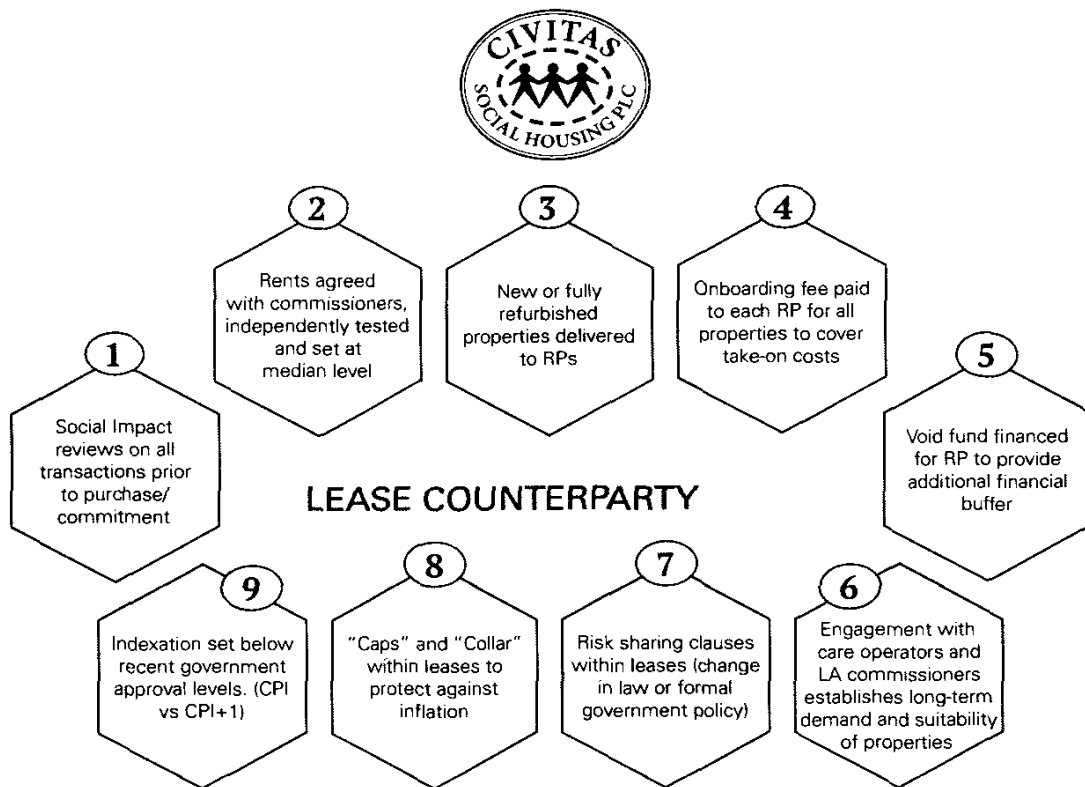 CIVITAS
SOCIAL HOUSING PLC
1
Social Impact
reviews on all
transactions prior
to purchase/
commitment
2
Rents agreed
with commissioners,
independently tested
and set at
median level
3
New or fully
refurbished
properties delivered
to RPs
4
Onboarding fee paid
to each RP for all
properties to cover
take-on costs
5
Void fund financed
for RP to provide
additional financial
buffer
LEASE COUNTERPARTY
9
Indexation set below
recent government
approval levels. (CPI
vs CPI+1)
8
"Caps" and "Collar"
within leases to
protect against
inflation
7
Risk sharing clauses
within leases (change
in law or formal
government policy)
6
Engagement with
care operators and
LA commissioners
establishes long-term
demand and suitability
of properties